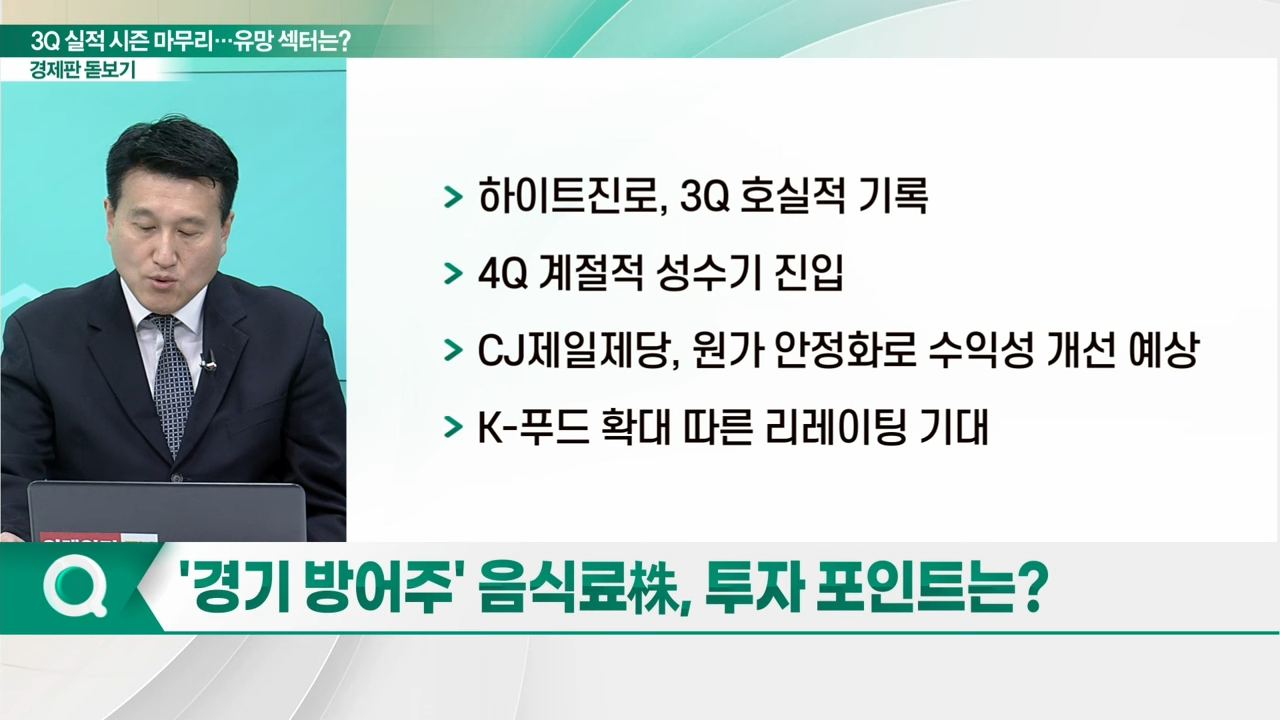 3Q 실적 시즌 마무리…유망 섹터는?
경제판 돋보기
> 하이트진로, 3Q 호실적 기록
> 4Q 계절적 성수기 진입
> CJ제일제당, 원가 안정화로 수익성 개선 예상
> K-푸드 확대 따른 리레이팅 기대
'경기 방어주' 음식료株, 투자 포인트는?